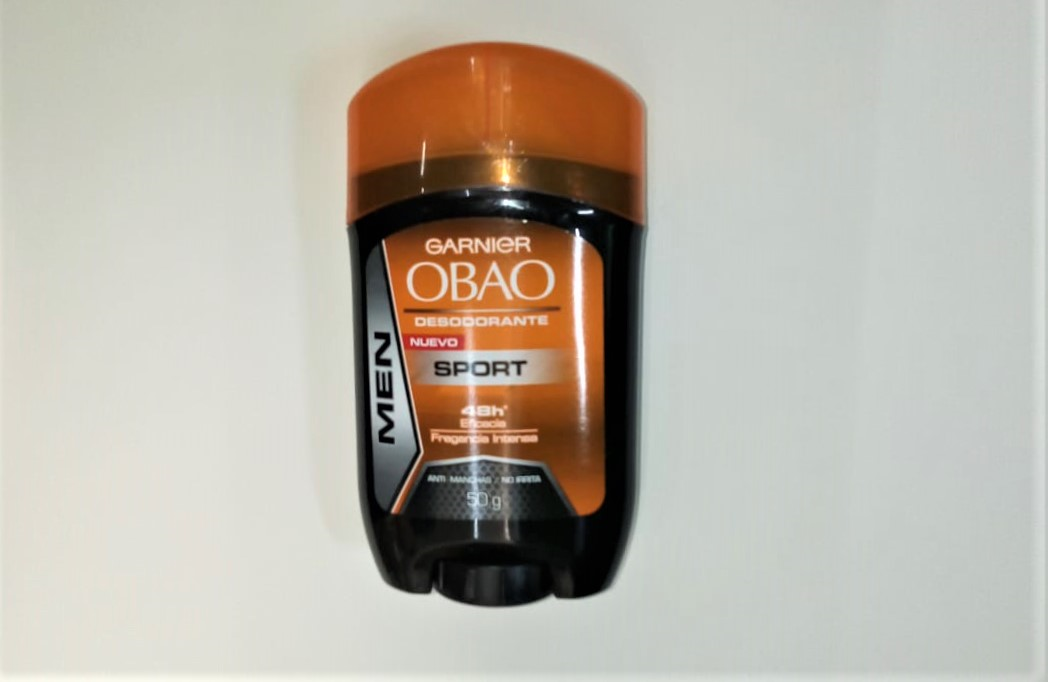 GARNIER
OBAO
DESODORANTE
NUEVO
SPORT
MEN
48h*
Eficacia
Fragancia Intensa
ANTI MANCHAS / NO IRRITA
50 g